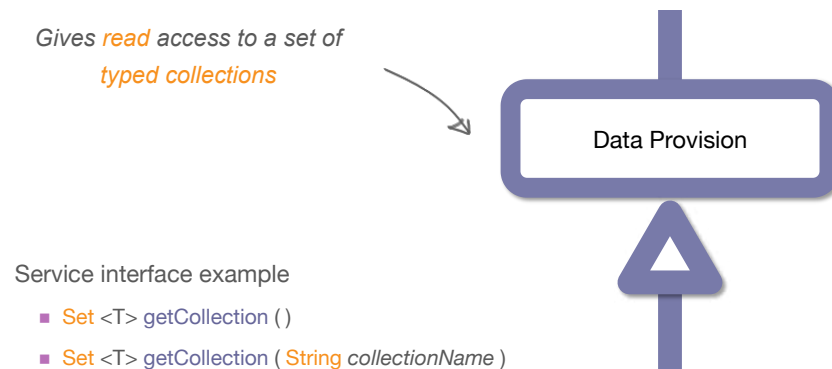 Gives read access to a set of
typed collections
Data Provision
Service interface example
Set <T> getCollection ( )
Set <T> getCollection ( String collectionName )